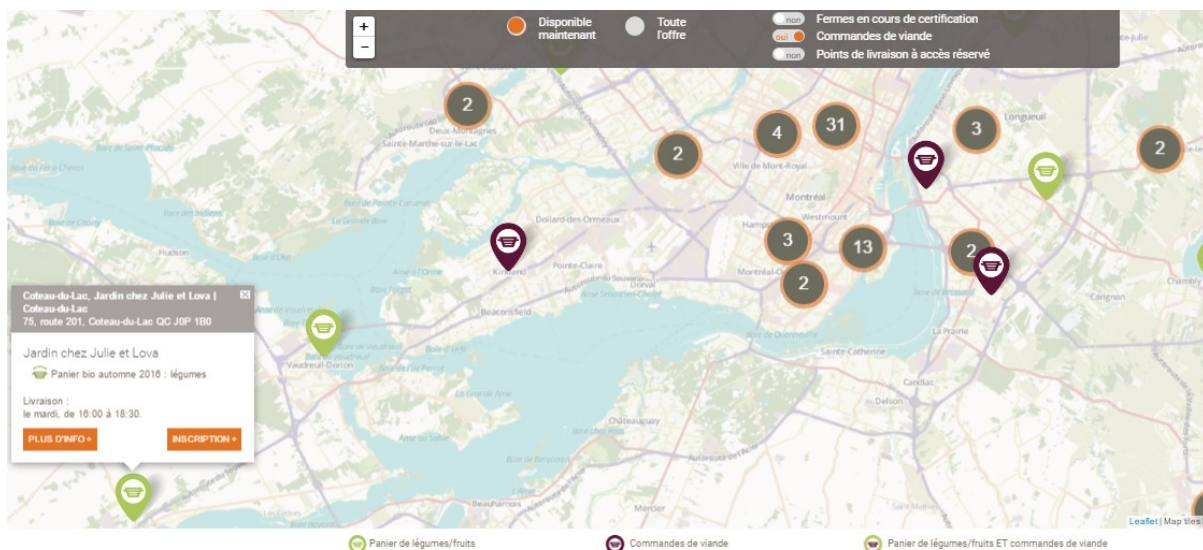 +
−
Disponible
maintenant
Toute
l'offre
non
Fermes en cours de certification
oui
Commandes de viande
non
Points de livraison à accès réservé
2
Deux-Montagnes
Sainte-Marthe-sur-le-Lac
2
4
31
3
Longueuil
2
Ville de Mont-Royal
Montréal
Westmount
Dollard-des-Ormeaux
3
13
2
2
Hudson
Kirkland
Pointe-Claire
Dorval
Beaconsfield
Vaudreuil-Dorion
Carignan
Chambly
La Prairie
Sainte-Catherine
Candiac
Delson
Châteauguay
Mercier
Beauharnois
Les Cèdres
Coteau-du-Lac, Jardin chez Julie et Lova |
Coteau-du-Lac
75, route 201, Coteau-du-Lac QC J0P 1B0
Jardin chez Julie et Lova
Panier bio automne 2016 : légumes
Livraison :
le mardi, de 16:00 à 18:30.
PLUS D'INFO +
INSCRIPTION +
Leaflet | Map tiles
Panier de légumes/fruits
Commandes de viande
Panier de légumes/fruits ET commandes de viande